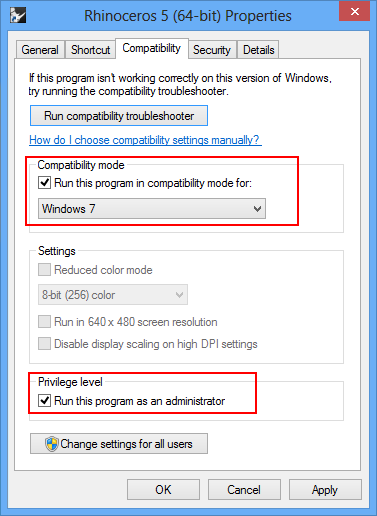 Rhinoceros 5 (64-bit) Properties
General Shortcut Compatibility Security Details
If this program isn't working correctly on this version of Windows,
try running the compatibility troubleshooter.
Run compatibility troubleshooter
How do I choose compatibility settings manually?
Compatibility mode
Run this program in compatibility mode for:
Windows 7
Settings
Reduced color mode
8-bit (256) color
Run in 640 x 480 screen resolution
Disable display scaling on high DPI settings
Privilege level
Run this program as an administrator
Change settings for all users
OK Cancel Apply